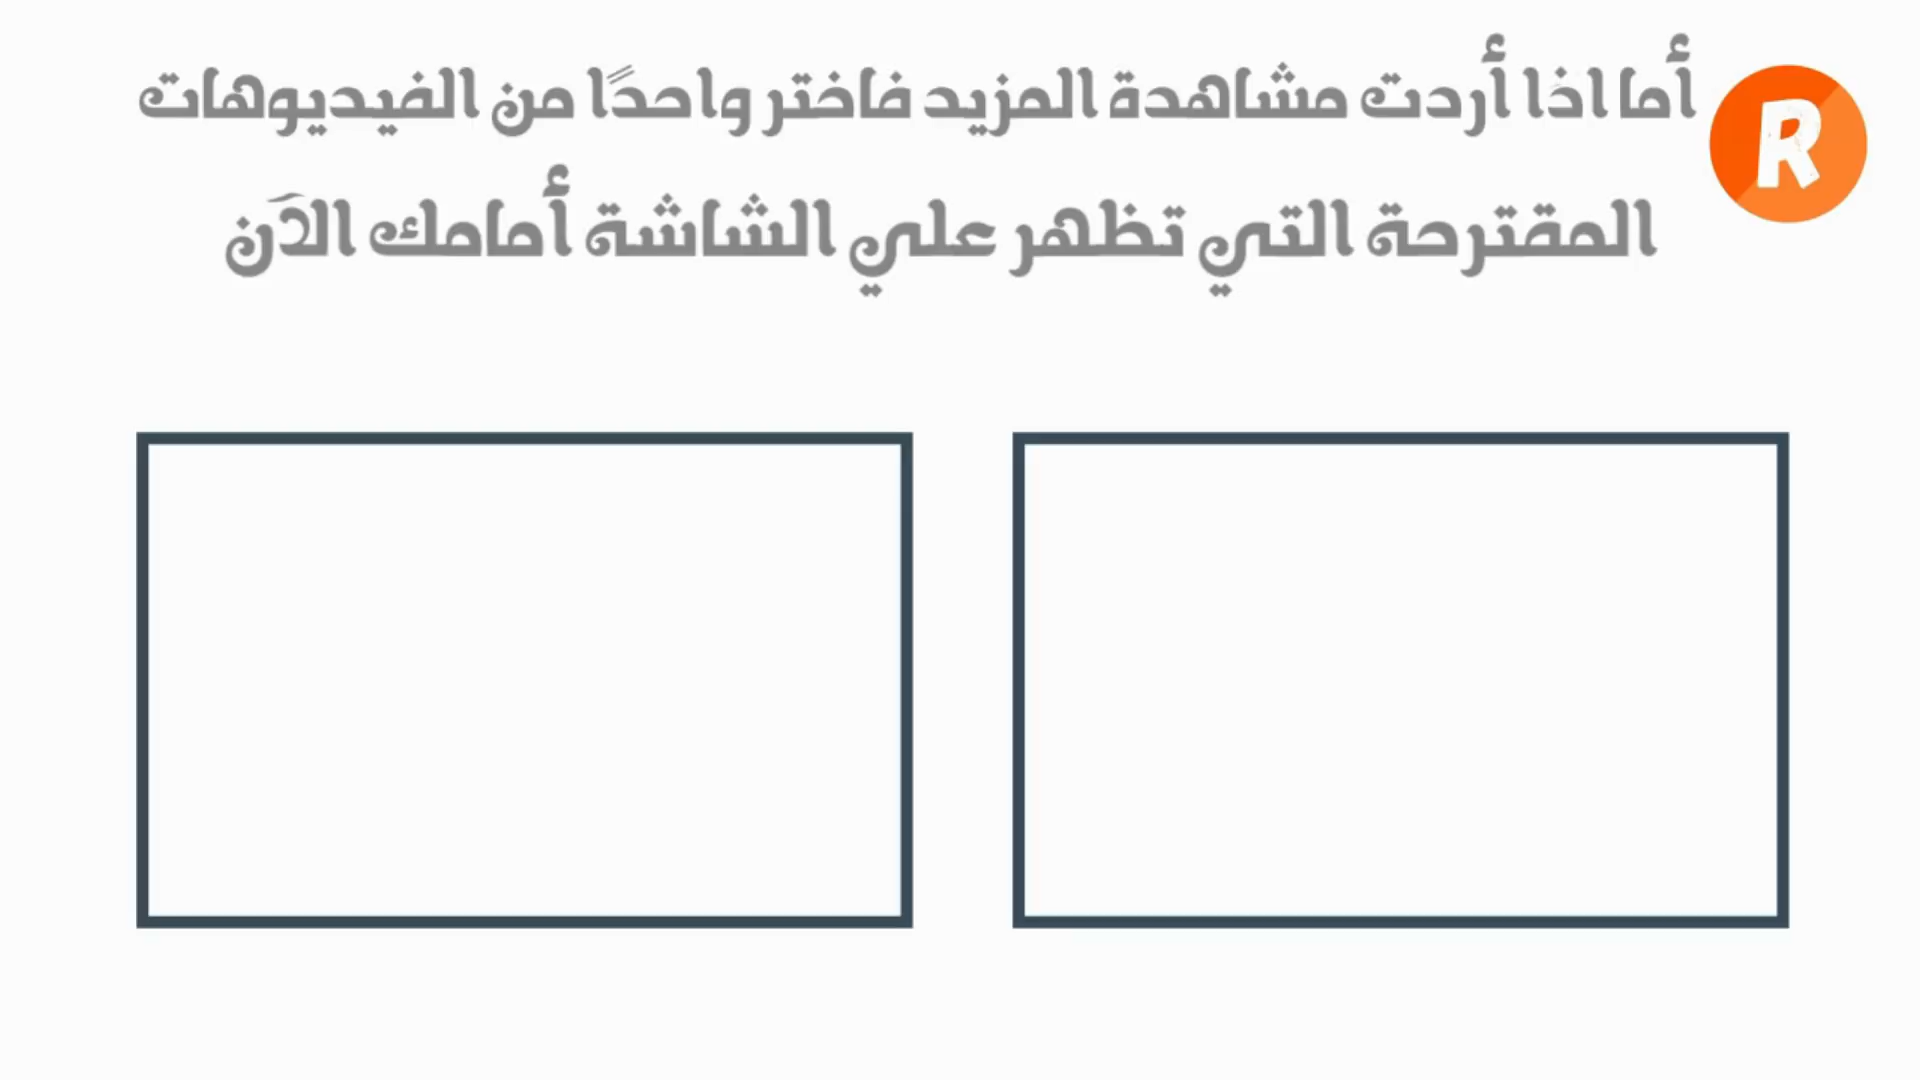 أما اذا أردت مشاهدة المزيد فاختر واحدًا من الفيديوهات
المقترحة التي تظهر علي الشاشة أمامك الآن
R